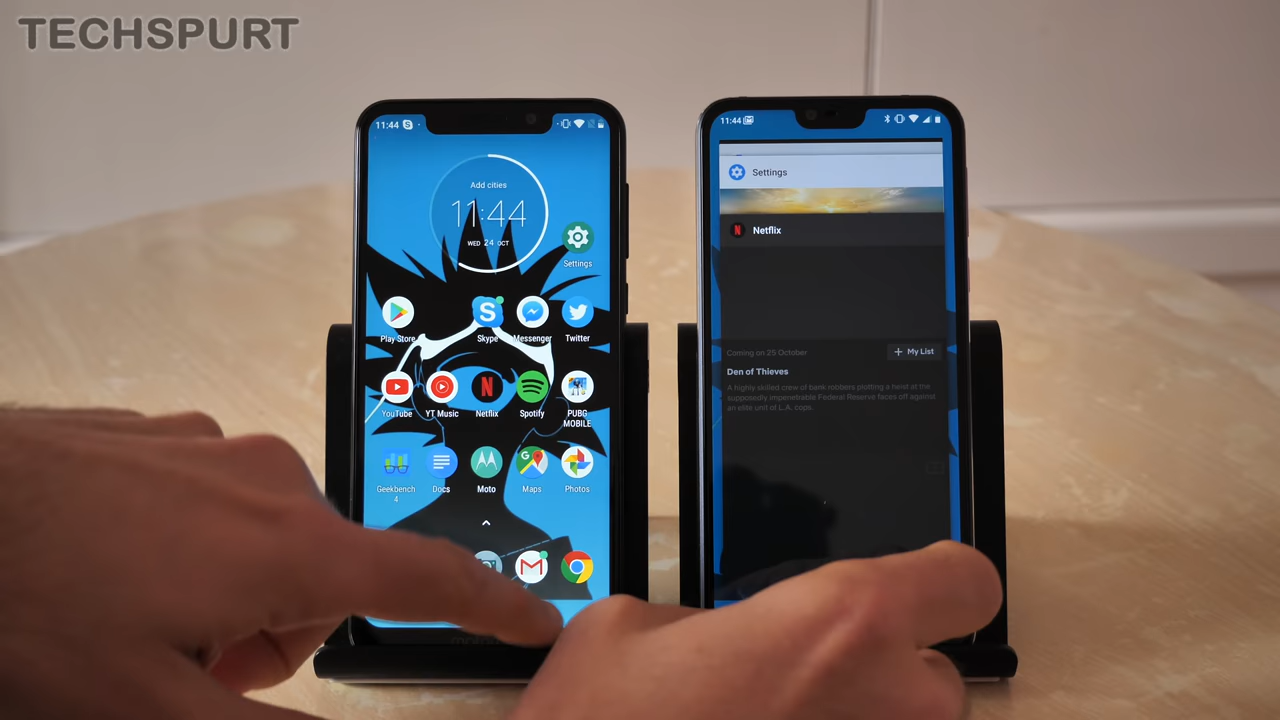 TECHSPURT
11:44
Add cities
11:44
WED 24 OCT
Settings
Play Store
Skype
Messenger
Twitter
YouTube
YT Music
Netflix
Spotify
PUBG
MOBILE
Geekbench
4
Docs
Moto
Maps
Photos
11:44
Settings
N Netflix
Coming on 25 October
+ My List
Den of Thieves
A highly skilled crew of bank robbers plotting a heist at the
supposedly impenetrable Federal Reserve faces off against
an elite unit of L.A. cops.